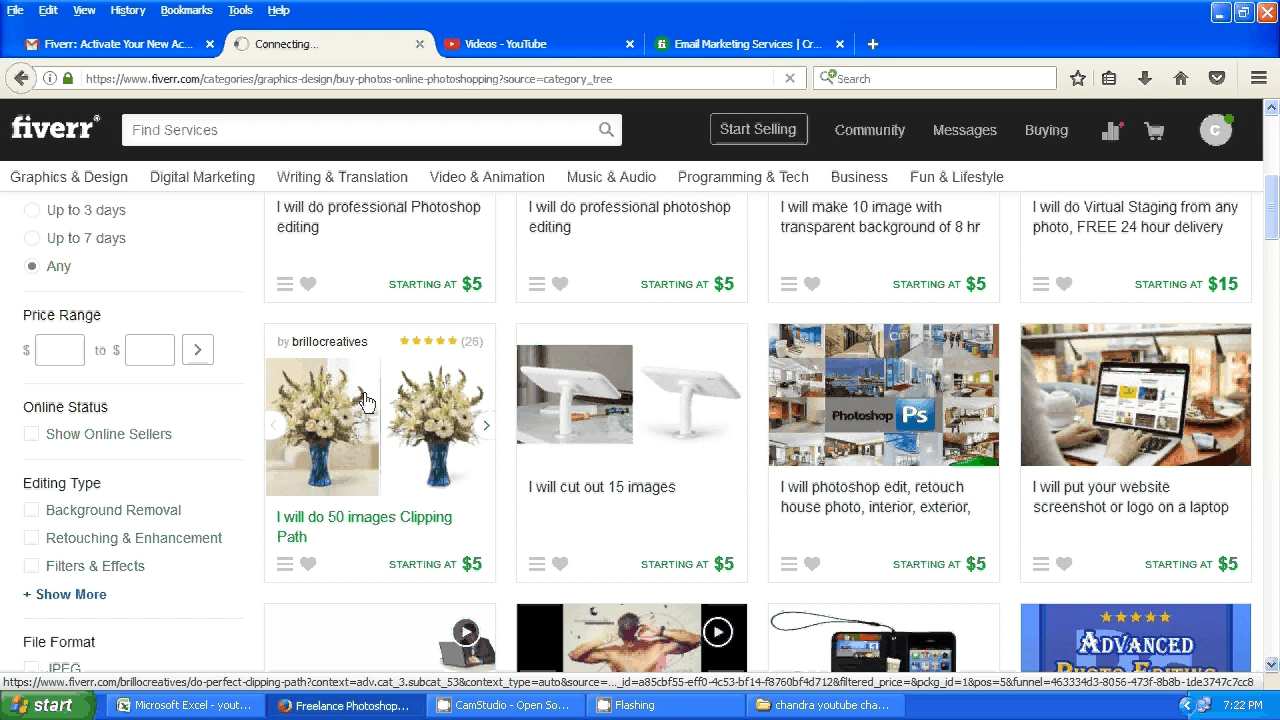 File Edit View History Bookmarks Tools Help
Fiverr: Activate Your New Ac...
Connecting...
Videos - YouTube
Email Marketing Services | Cr...
https://www.fiverr.com/categories/graphics-design/buy-photos-online-photoshopping?source=category_tree
Search
fiverr®
Find Services
Start Selling
Community
Messages
Buying
C
Graphics & Design
Digital Marketing
Writing & Translation
Video & Animation
Music & Audio
Programming & Tech
Business
Fun & Lifestyle
Up to 3 days
Up to 7 days
Any
Price Range
$ to $
Online Status
Show Online Sellers
Editing Type
Background Removal
Retouching & Enhancement
Filters & Effects
+ Show More
File Format
JPEG
I will do professional Photoshop
editing
STARTING AT $5
I will do professional photoshop
editing
STARTING AT $5
I will make 10 image with
transparent background of 8 hr
STARTING AT $5
I will do Virtual Staging from any
photo, FREE 24 hour delivery
STARTING AT $15
by brillocreatives (26)
I will do 50 images Clipping
Path
STARTING AT $5
I will cut out 15 images
STARTING AT $5
Photoshop Ps
I will photoshop edit, retouch
house photo, interior, exterior,
STARTING AT $5
I will put your website
screenshot or logo on a laptop
STARTING AT $5
ADVANCED
https://www.fiverr.com/brillocreatives/do-perfect-clipping-path?context=adv.cat_3.subcat_53&context_type=auto&source=..._id=a85cbf55-eff0-4c53-bf14-f8760bf4d712&filtered_price=&pckg_id=1&pos=5&funnel=463334d3-8056-473f-8b8b-1de3747c7cc8
start
Microsoft Excel - yout...
Freelance Photoshop...
CamStudio - Open So...
Flashing
chandra youtube cha...
7:22 PM